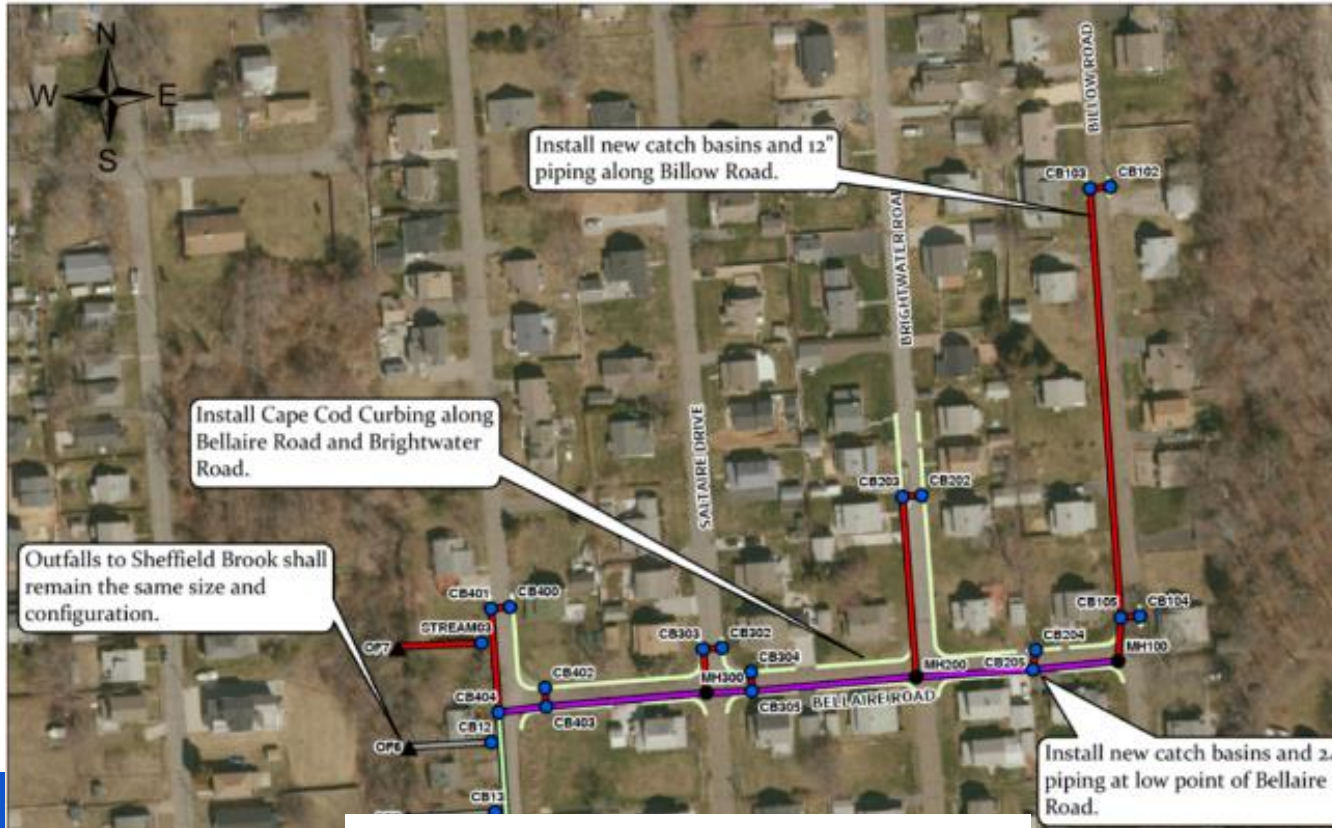 N
W E
S
BILLOW ROAD
Install new catch basins and 12"
piping along Billow Road.
CB103 CB102
BRIGHTWATER ROAD
Install Cape Cod Curbing along
Bellaire Road and Brightwater
Road.
SALTAIRE DRIVE
CB203 CB202
Outfalls to Sheffield Brook shall
remain the same size and
configuration.
CB401 CB400
STREAM03
OF7
CB303 CB302
CB105 CB104
CB204
CB304
CB402
MH300
MH200
CB205
MH100
CB404
CB403
CB305
BELLAIRE ROAD
CB12
OF6
Install new catch basins and 24
piping at low point of Bellaire
Road.
CB13